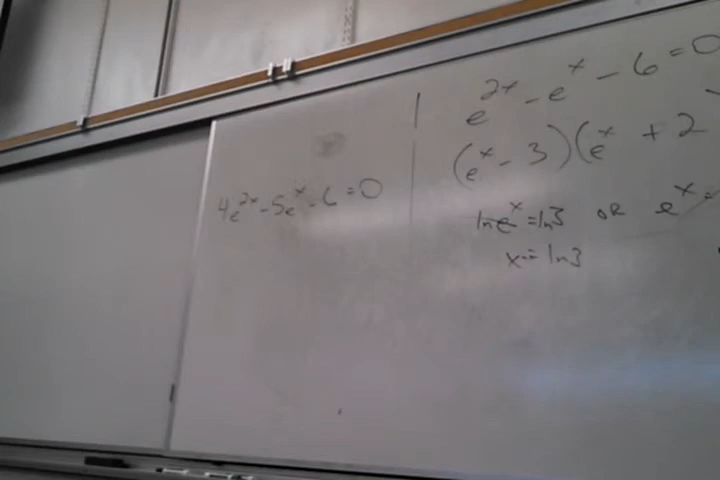 4e^{2x} - 5e^x - 6 = 0
e^{2x} - e^x - 6 = 0
(e^x - 3)(e^x + 2
ln e^x = ln 3 OR e^x
x = ln 3